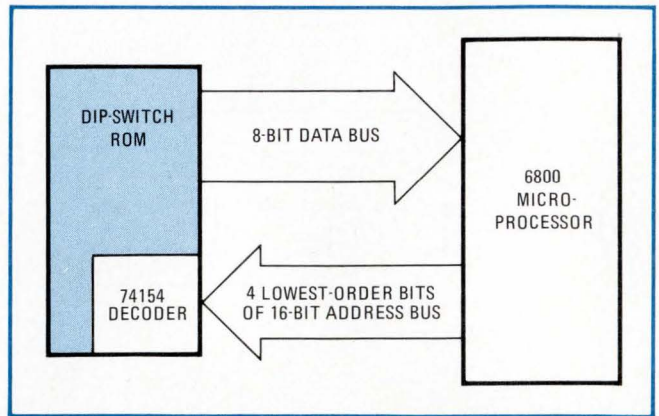 DIP-SWITCH
ROM
8-BIT DATA BUS
6800
MICRO-
PROCESSOR
74154
DECODER
4 LOWEST-ORDER BITS
OF 16-BIT ADDRESS BUS